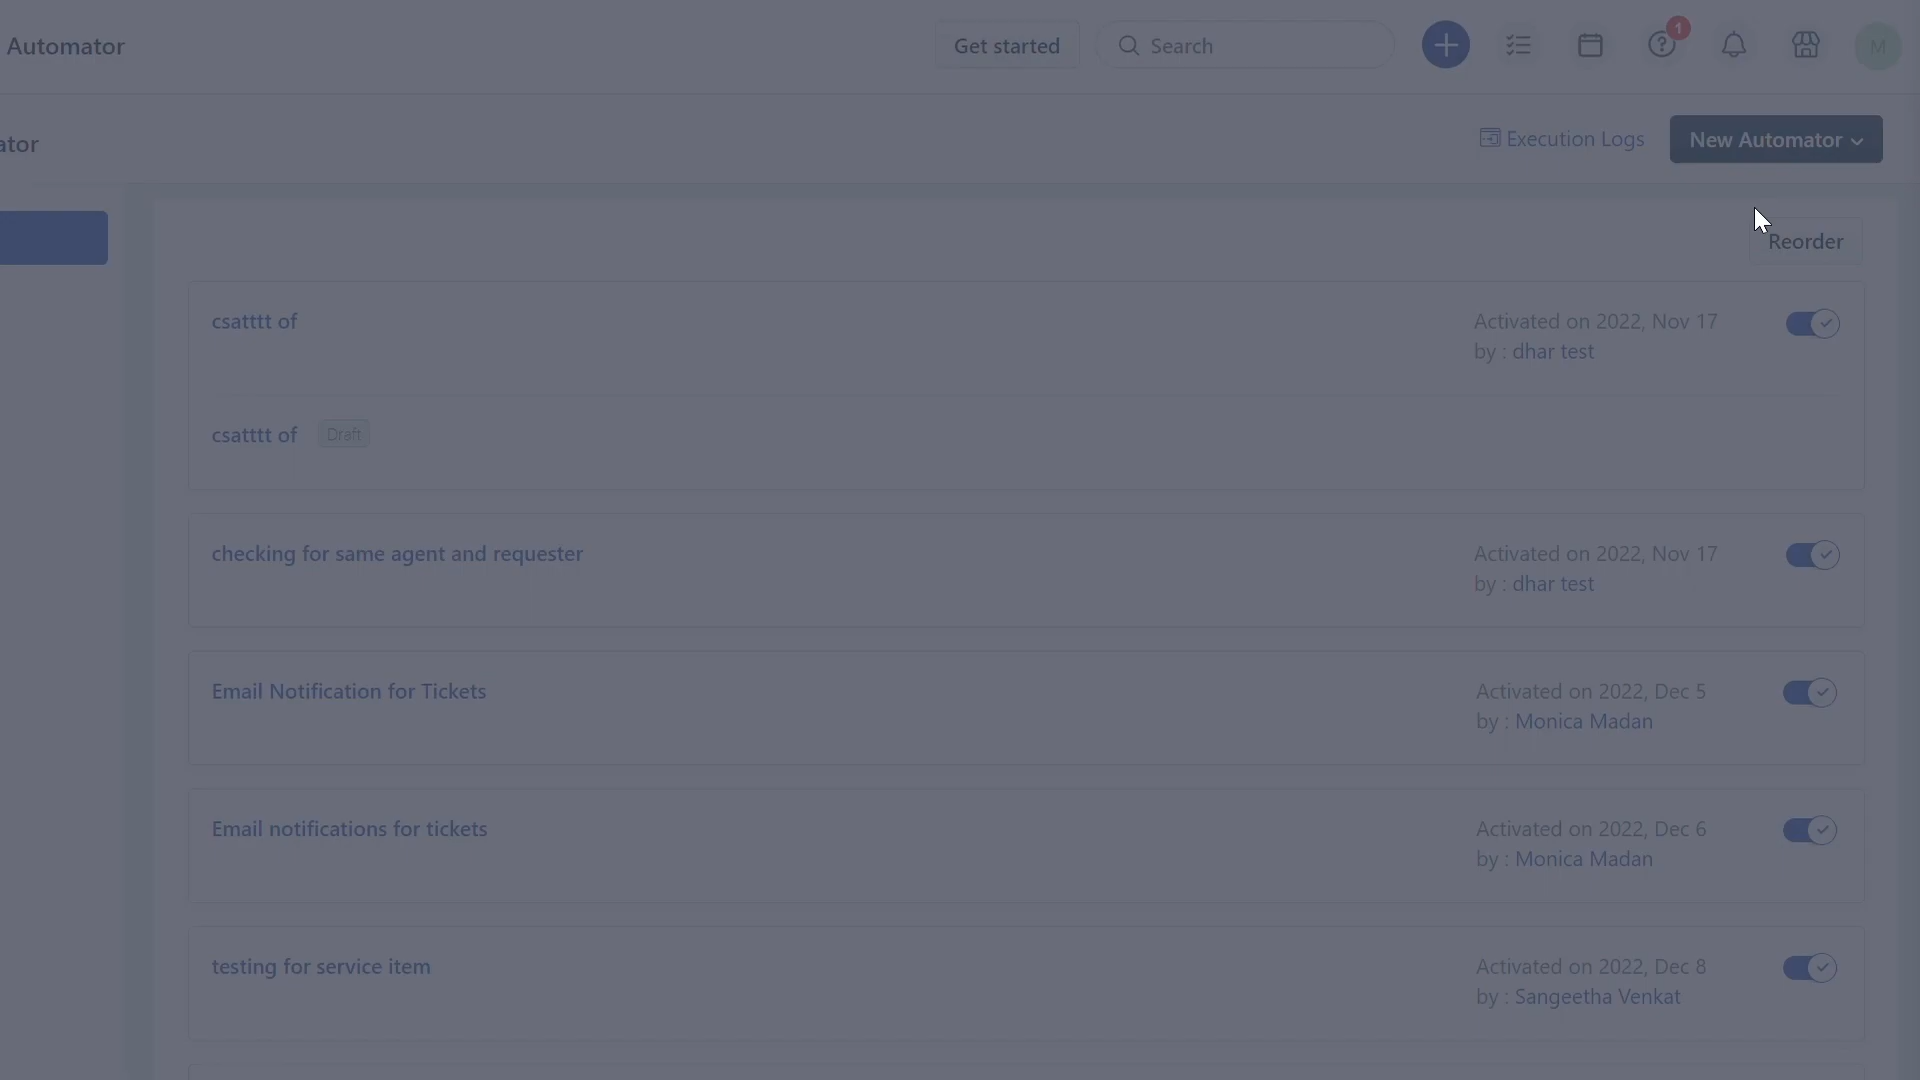 Automator
Get started
Search
1
M
ator
Execution Logs
New Automator
Reorder
csatttt of
Activated on 2022, Nov 17
by : dhar test
csatttt of Draft
checking for same agent and requester
Activated on 2022, Nov 17
by : dhar test
Email Notification for Tickets
Activated on 2022, Dec 5
by : Monica Madan
Email notifications for tickets
Activated on 2022, Dec 6
by : Monica Madan
testing for service item
Activated on 2022, Dec 8
by : Sangeetha Venkat